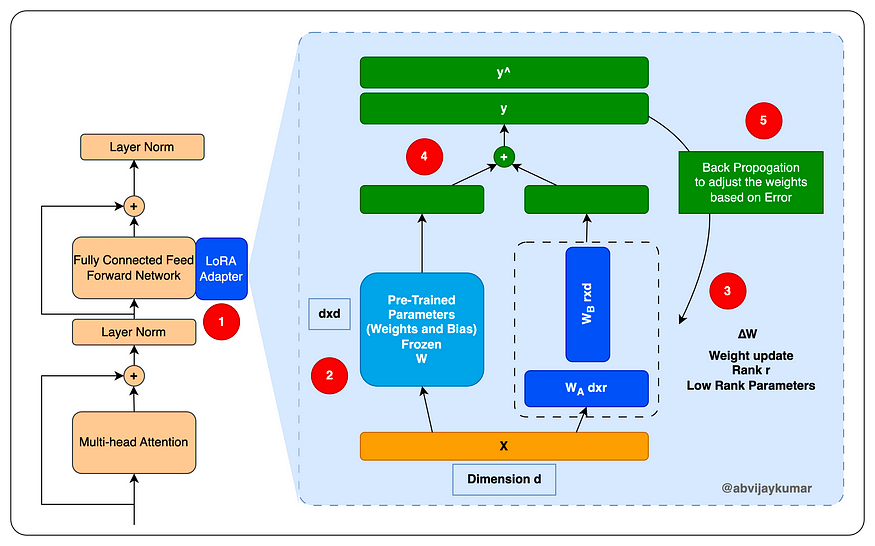 Layer Norm
+
Fully Connected Feed
Forward Network
LoRA
Adapter
1
Layer Norm
+
Multi-head Attention
y^
y
4
+
5
Back Propogation
to adjust the weights
based on Error
dxd
2
Pre-Trained
Parameters
(Weights and Bias)
Frozen
W
WB rxd
WA dxr
3
ΔW
Weight update
Rank r
Low Rank Parameters
X
Dimension d
@abvijaykumar